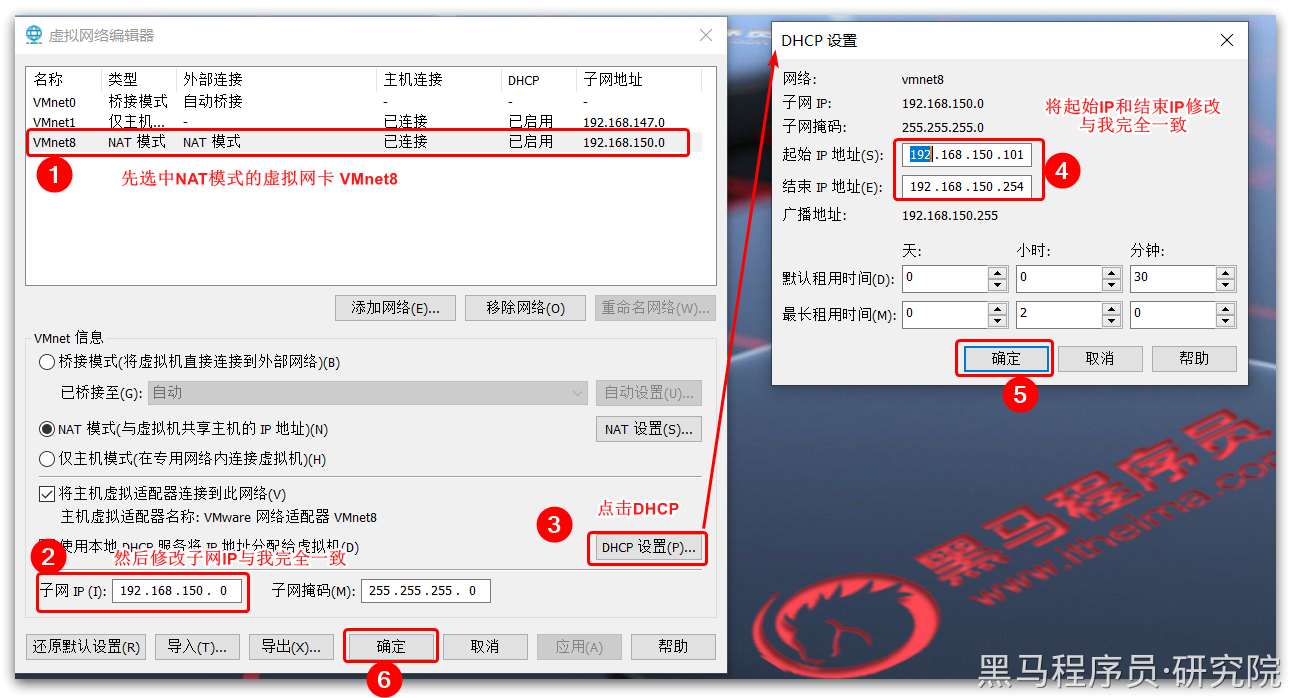 虚拟网络编辑器
名称 类型 外部连接 主机连接 DHCP 子网地址
VMnet0 桥接模式 自动桥接 - - -
VMnet1 仅主机... - 已连接 已启用 192.168.147.0
VMnet8 NAT 模式 NAT 模式 已连接 已启用 192.168.150.0
1
先选中NAT模式的虚拟网卡 VMnet8
添加网络(E)... 移除网络(O) 重命名网络(W)...
VMnet 信息
桥接模式(将虚拟机直接连接到外部网络)(B)
已桥接至(G): 自动 自动设置(U)...
NAT 模式(与虚拟机共享主机的 IP 地址)(N) NAT 设置(S)...
仅主机模式(在专用网络内连接虚拟机)(H)
将主机虚拟适配器连接到此网络(V)
主机虚拟适配器名称: VMware 网络适配器 VMnet8
点击DHCP
3
使用本地 DHCP 服务将 IP 地址分配给虚拟机(D) DHCP 设置(P)...
2
然后修改子网IP与我完全一致
子网 IP (I): 192 . 168 . 150 . 0 子网掩码(M): 255 . 255 . 255 . 0
还原默认设置(R) 导入(T)... 导出(X)... 确定 取消 应用(A) 帮助
6
DHCP 设置
网络: vmnet8
子网 IP: 192.168.150.0
子网掩码: 255.255.255.0
将起始IP和结束IP修改
与我完全一致
起始 IP 地址(S): 192 . 168 . 150 . 101
4
结束 IP 地址(E): 192 . 168 . 150 . 254
广播地址: 192.168.150.255
天: 小时: 分钟:
默认租用时间(D): 0 0 30
最长租用时间(M): 0 2 0
确定 取消 帮助
5
黑马程序员
www.itheima.com
黑马程序员·研究院